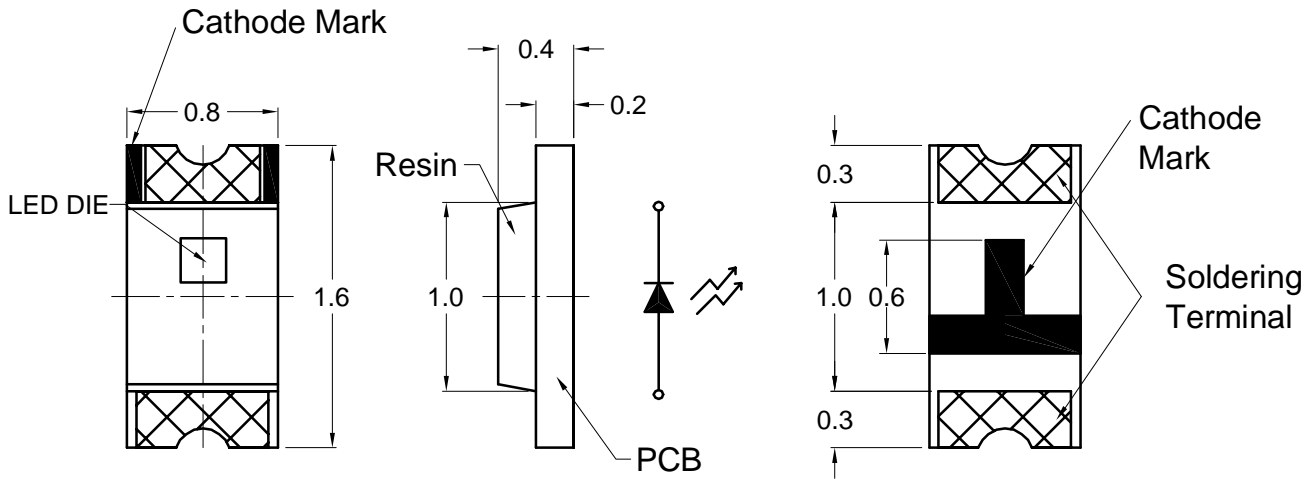 Cathode Mark
0.8
LED DIE
1.6
0.4
0.2
Resin
1.0
PCB
Cathode
Mark
0.3
1.0
0.6
0.3
Soldering
Terminal